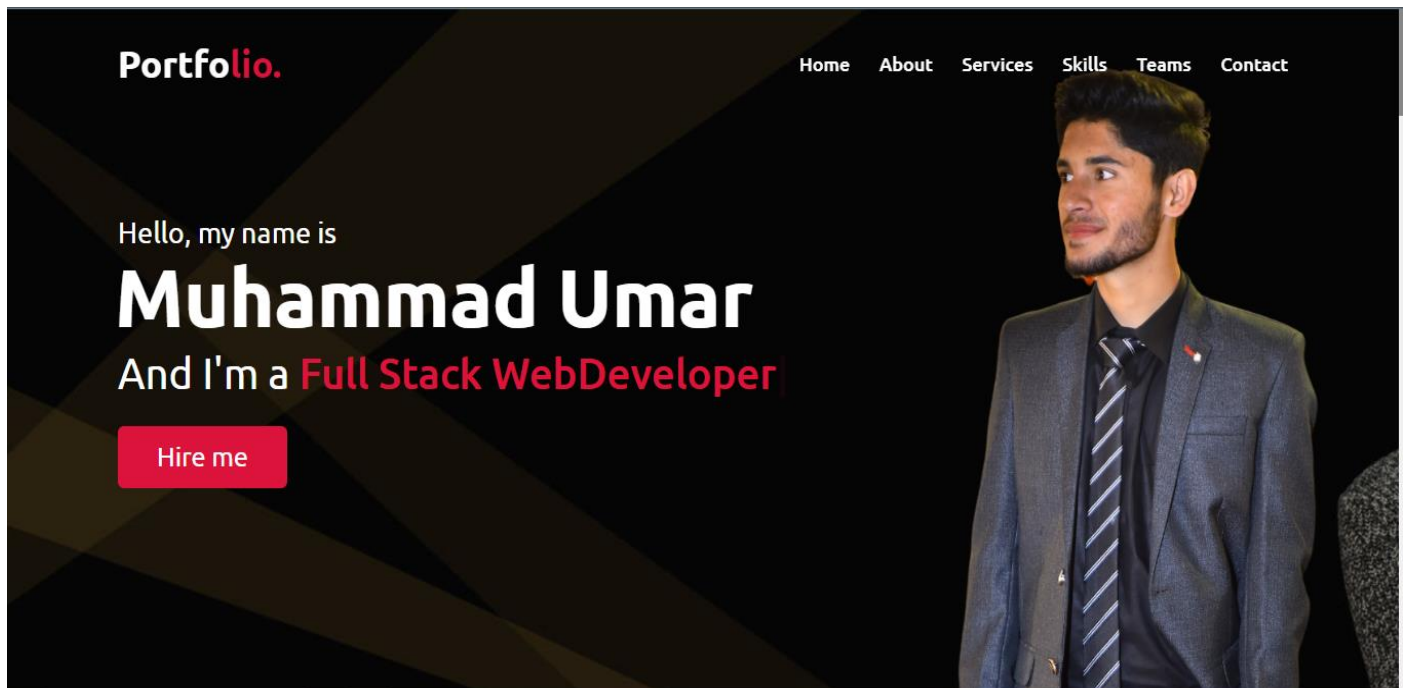 Portfolio.
Home About Services Skills Teams Contact
Hello, my name is
Muhammad Umar
And I'm a Full Stack WebDeveloper
Hire me